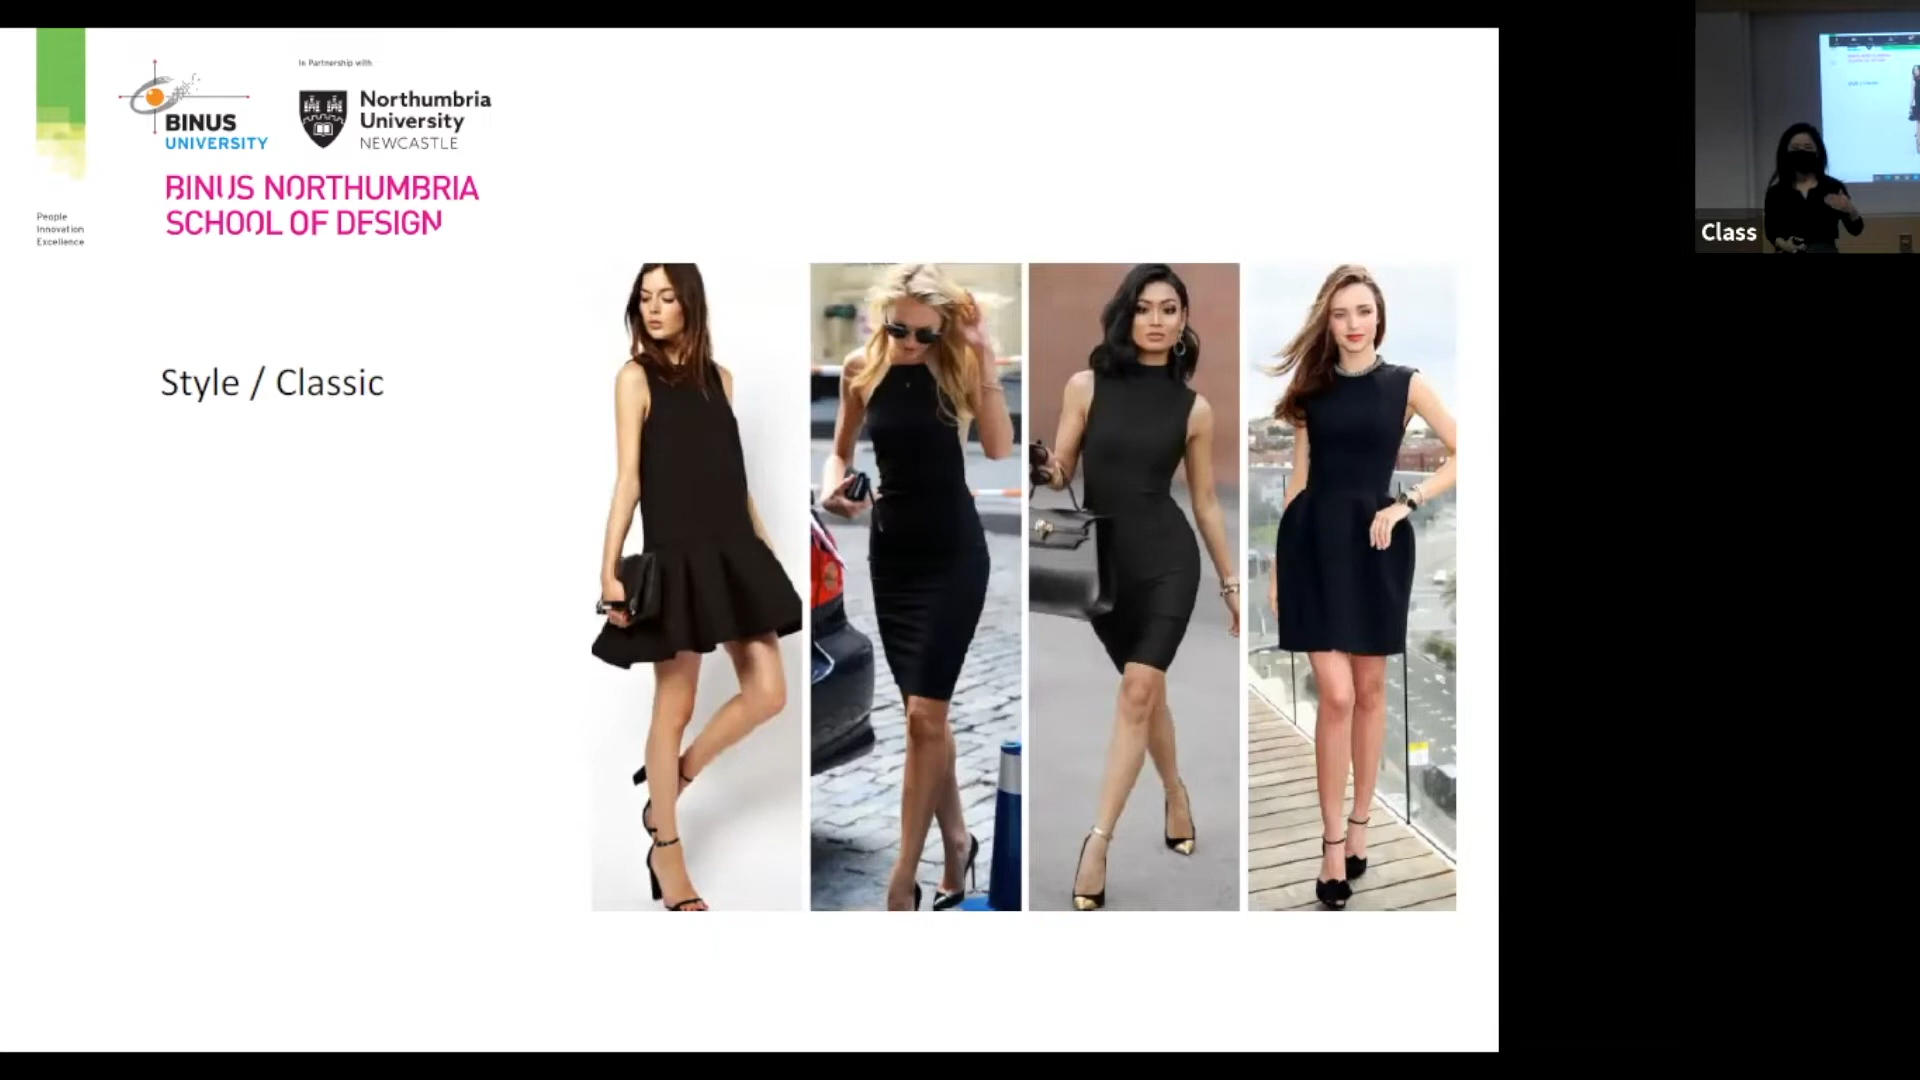 In Partnership with:
BINUS
UNIVERSITY
Northumbria
University
NEWCASTLE
BINUS NORTHUMBRIA
SCHOOL OF DESIGN
People
Innovation
Excellence
Style / Classic
Class